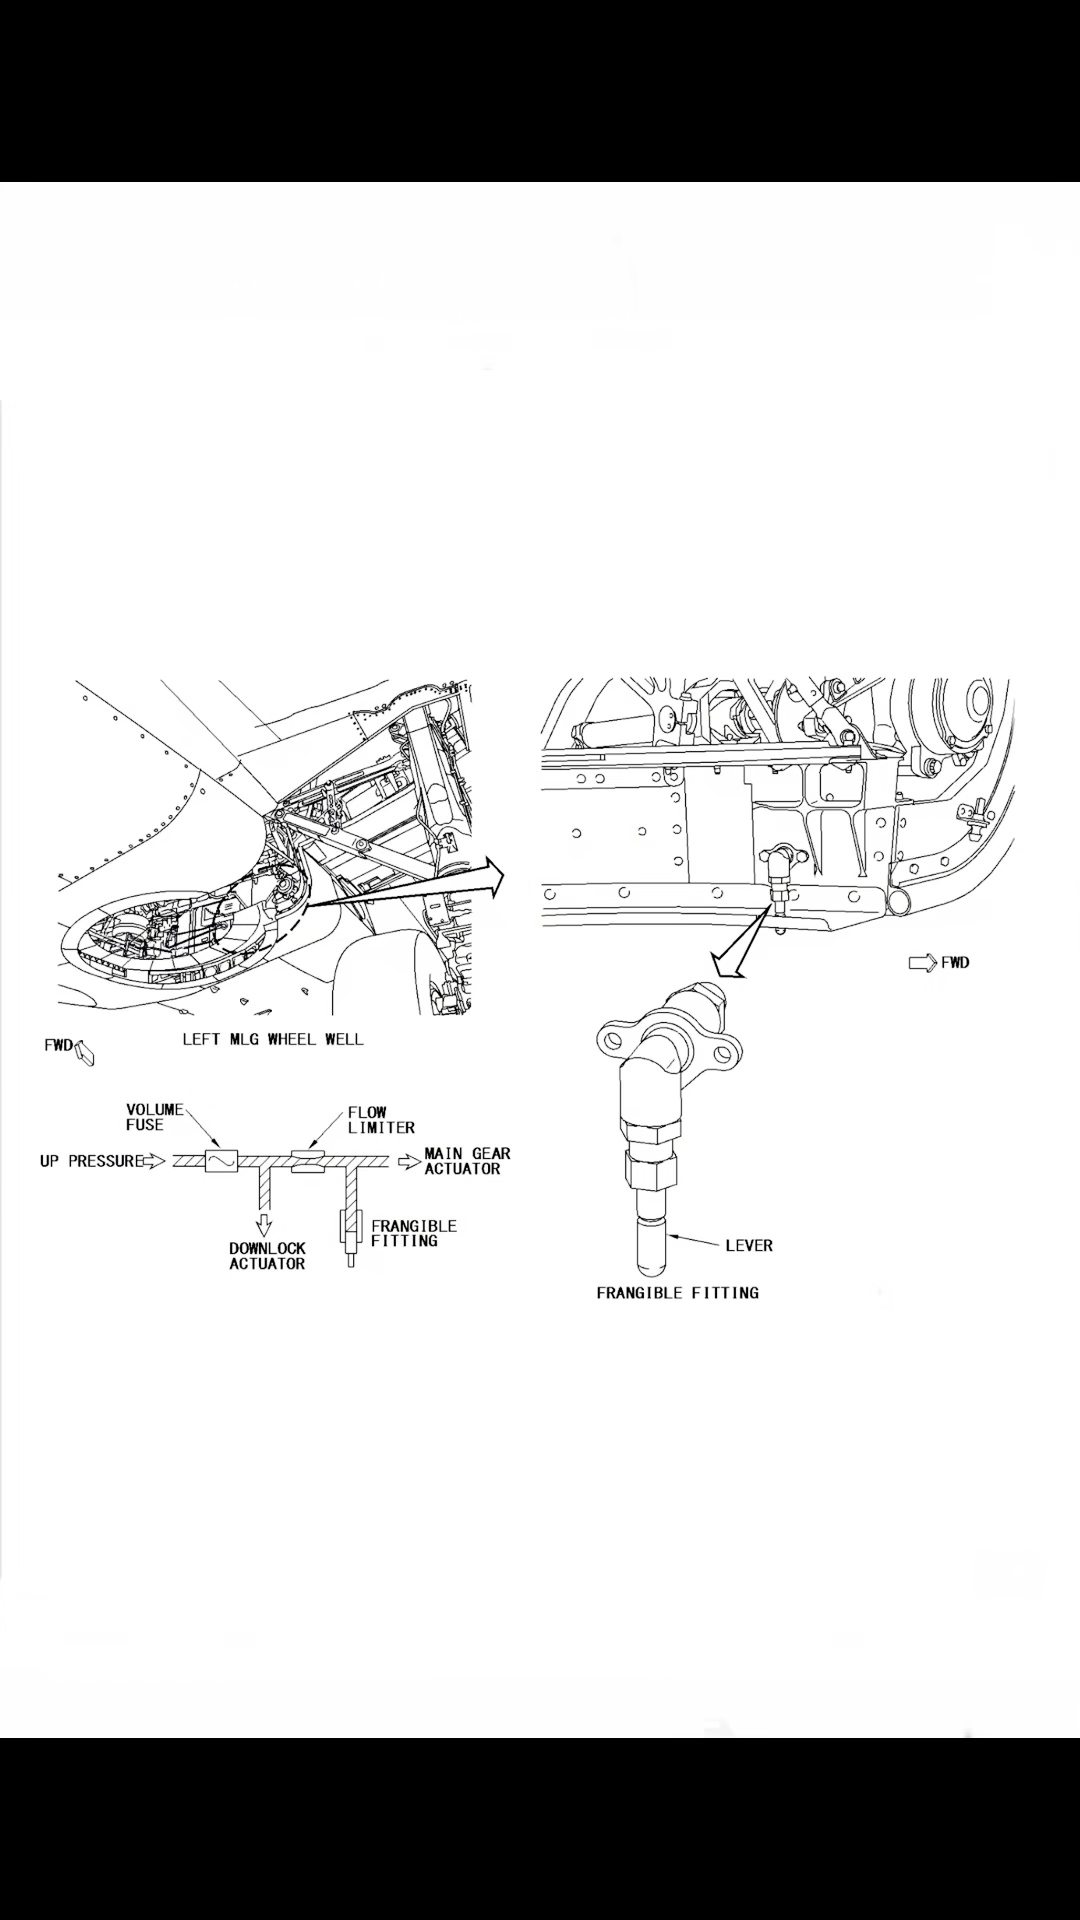 FWD
LEFT MLG WHEEL WELL
FWD
VOLUME
FUSE
FLOW
LIMITER
UP PRESSURE
MAIN GEAR
ACTUATOR
FRANGIBLE
FITTING
DOWNLOCK
ACTUATOR
LEVER
FRANGIBLE FITTING